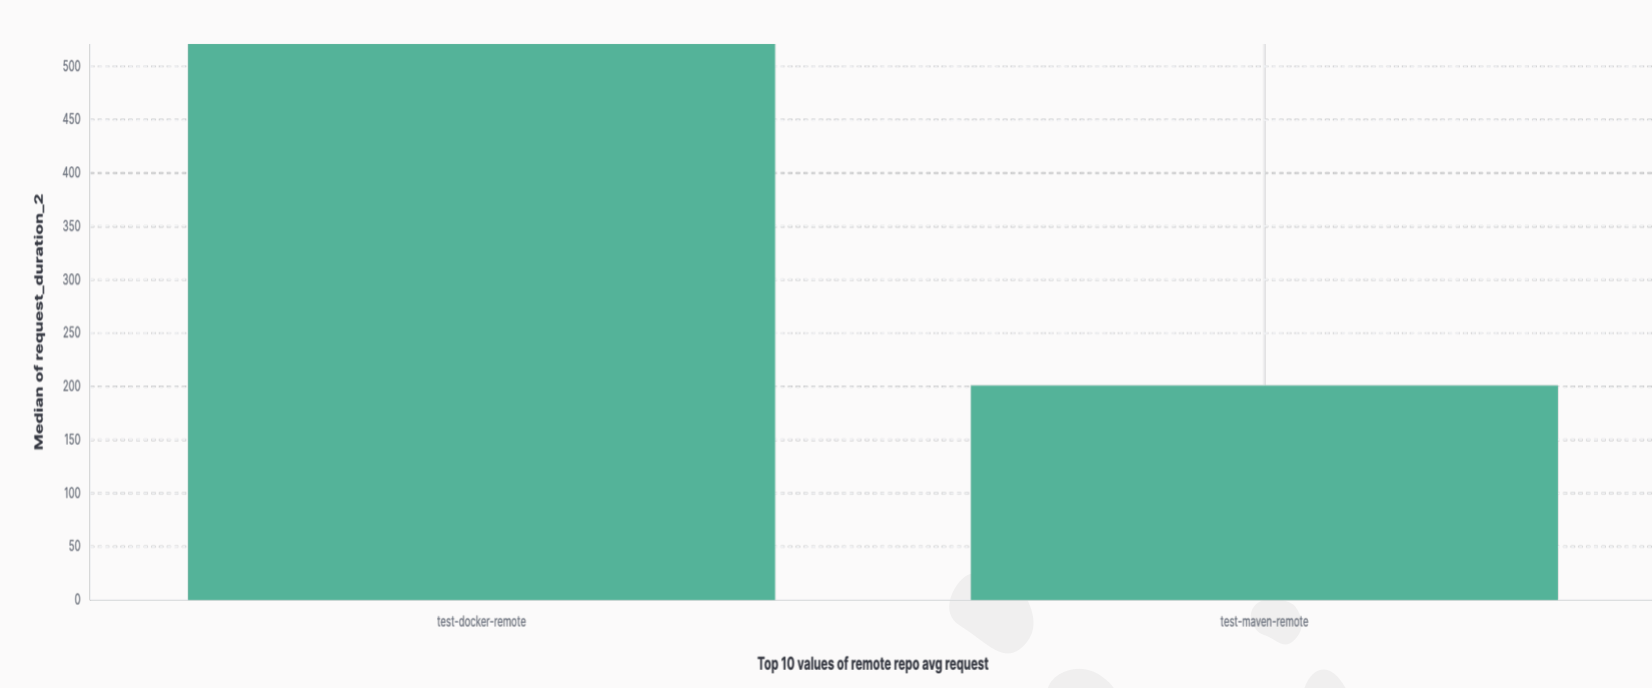 500
450
400
350
300
250
200
150
100
50
0
Median of request_duration_2
test-docker-remote
test-maven-remote
Top 10 values of remote repo avg request